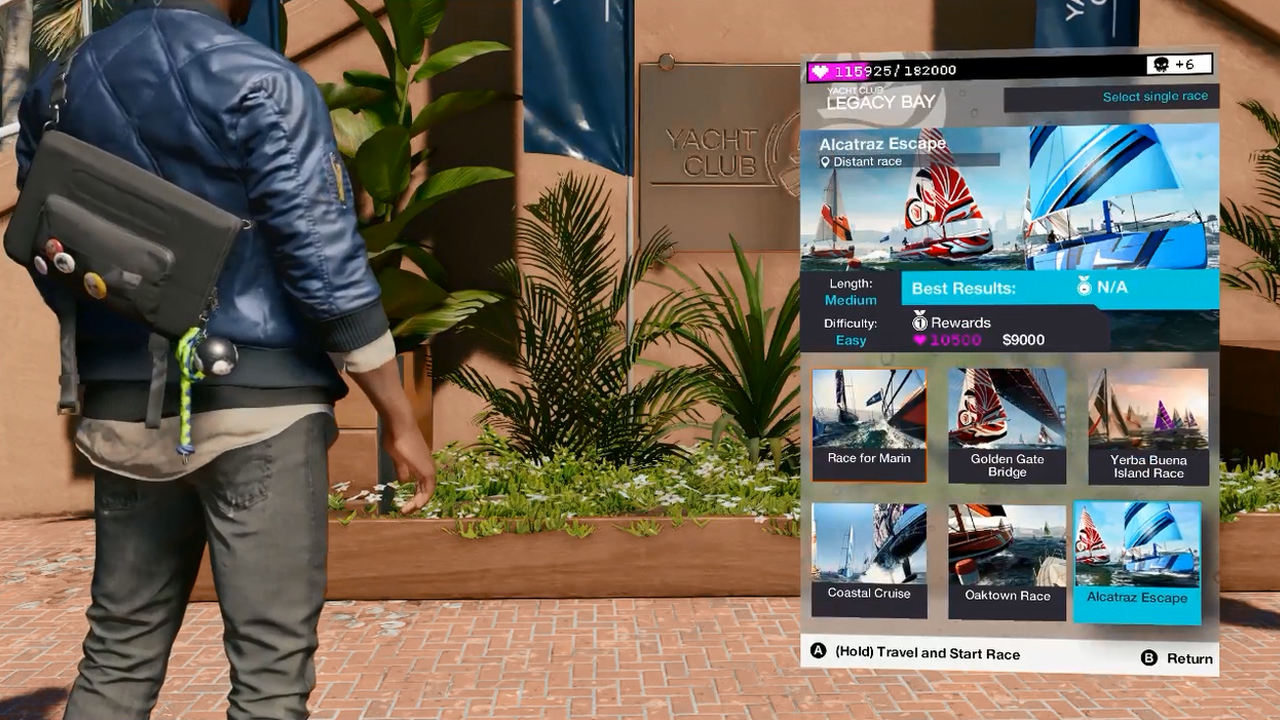 115925/182000
+6
YACHT CLUB
LEGACY BAY
Select single race
Alcatraz Escape
Distant race
YACHT
CLUB
Length:
Medium
Best Results:
N/A
Difficulty:
Easy
1
Rewards
10500
$9000
Race for Marin
Golden Gate
Bridge
Yerba Buena
Island Race
Coastal Cruise
Oaktown Race
Alcatraz Escape
A (Hold) Travel and Start Race
B Return